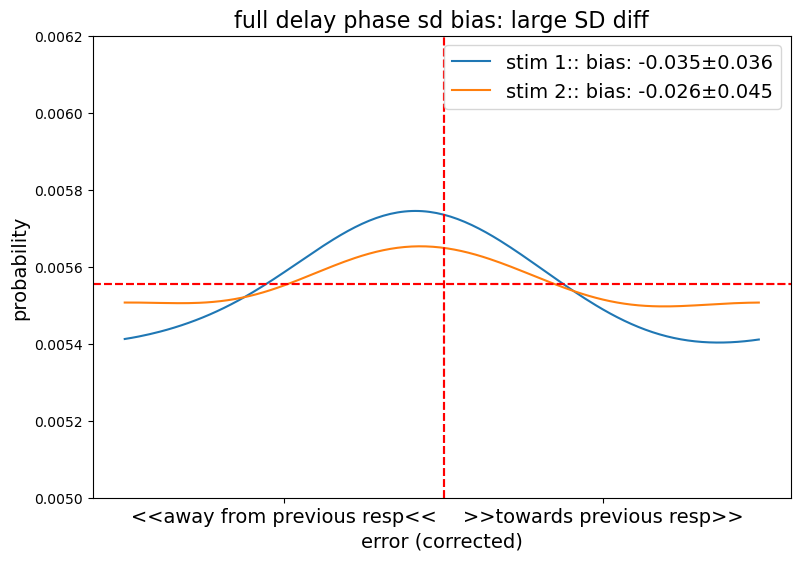 full delay phase sd bias: large SD diff
stim 1:: bias: -0.035±0.036
stim 2:: bias: -0.026±0.045
probability
0.0062
0.0060
0.0058
0.0056
0.0054
0.0052
0.0050
<<away from previous resp<<
>>towards previous resp>>
error (corrected)